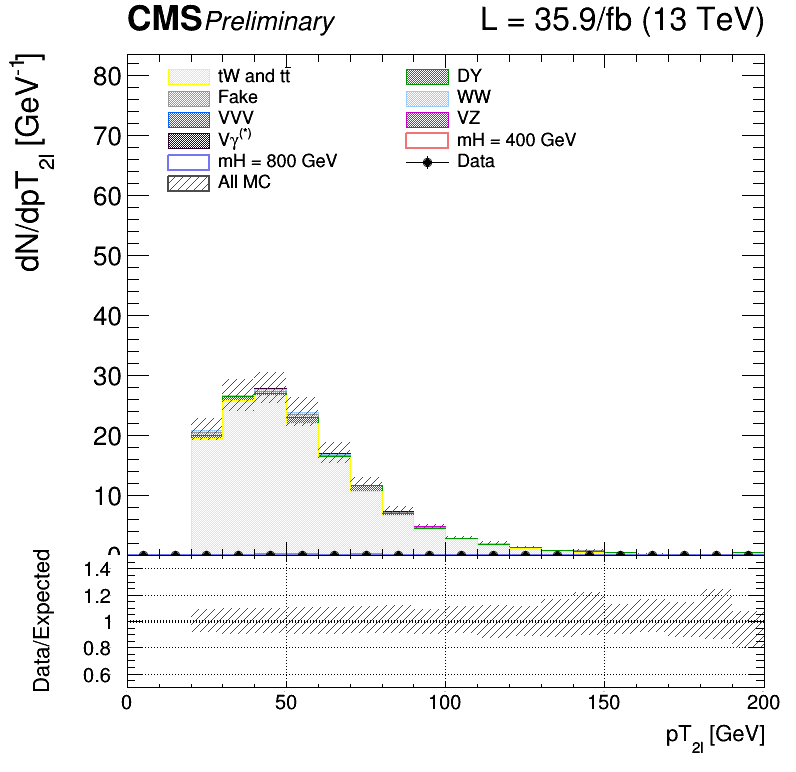 CMS Preliminary L = 35.9/fb (13 TeV)
dN/dpT_2l [GeV^-1]
80
70
60
50
40
30
20
10
0
tW and tt̄ DY
Fake WW
VVV VZ
Vγ^(*) mH = 400 GeV
mH = 800 GeV Data
All MC
Data/Expected
1.4
1.2
1
0.8
0.6
0 50 100 150 200
pT_2l [GeV]